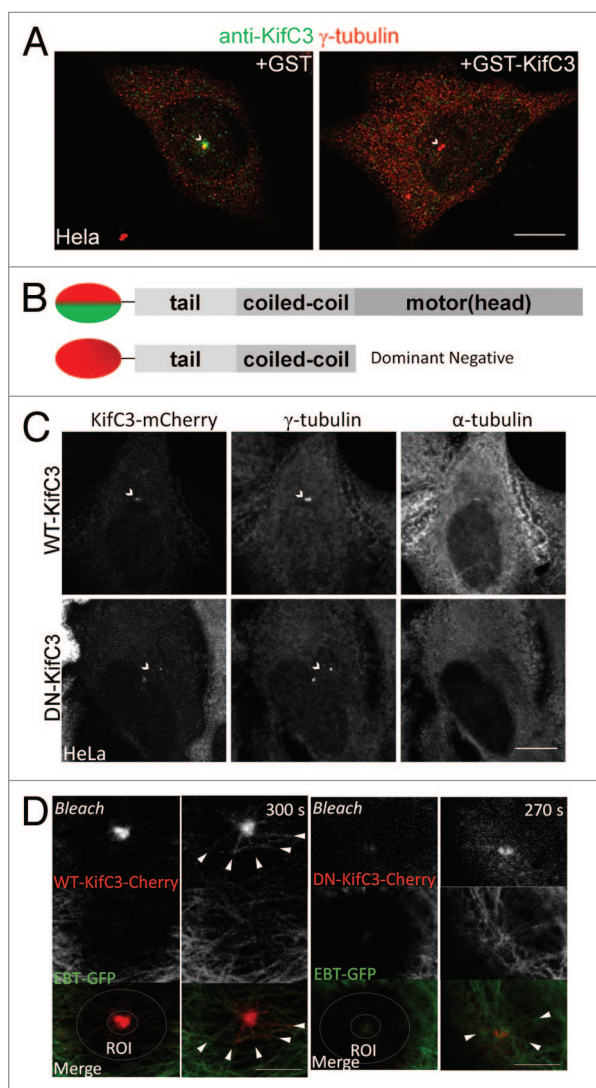 A
anti-KifC3 γ-tubulin
+GST
+GST-KifC3
Hela
B
tail coiled-coil motor(head)
tail coiled-coil Dominant Negative
C
KifC3-mCherry γ-tubulin α-tubulin
WT-KifC3
DN-KifC3
HeLa
D
Bleach 300 s Bleach 270 s
WT-KifC3-Cherry DN-KifC3-Cherry
EBT-GFP EBT-GFP
ROI ROI
Merge Merge